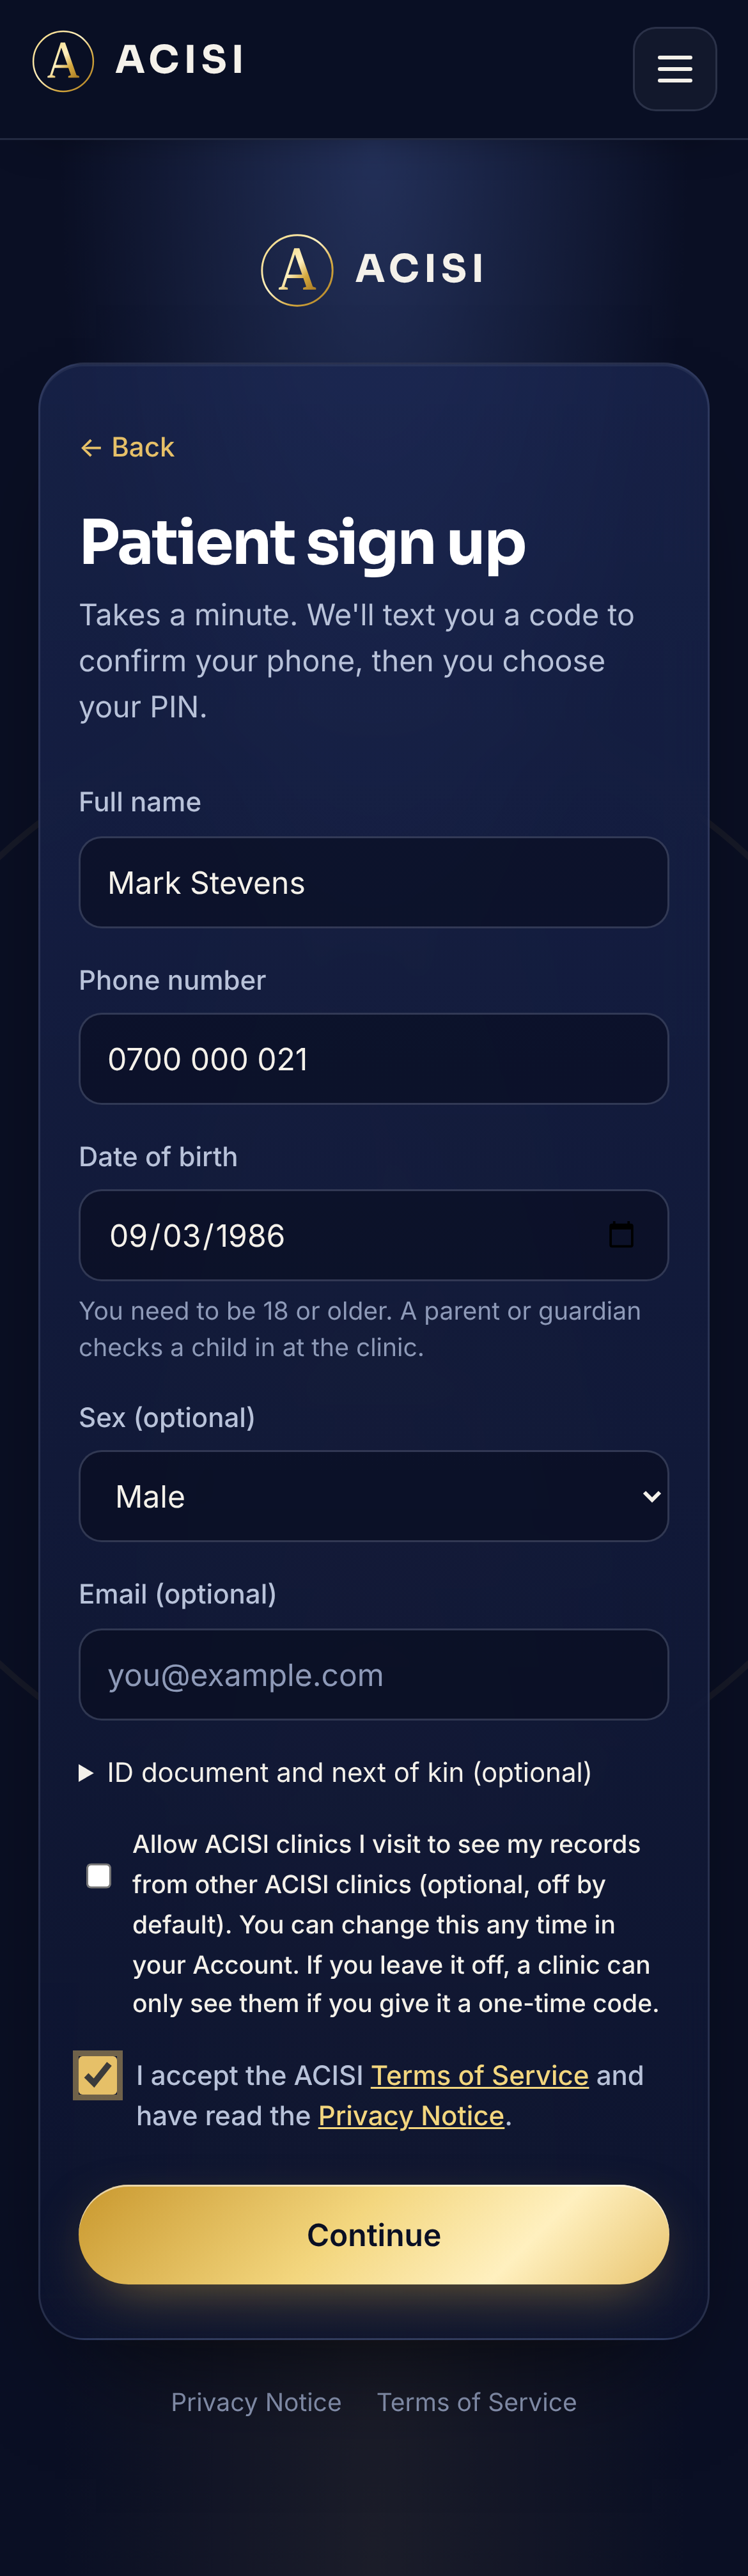 A ACISI
A ACISI
← Back
Patient sign up
Takes a minute. We'll text you a code to
confirm your phone, then you choose
your PIN.
Full name
Mark Stevens
Phone number
0700 000 021
Date of birth
09/03/1986
You need to be 18 or older. A parent or guardian
checks a child in at the clinic.
Sex (optional)
Male
Email (optional)
you@example.com
ID document and next of kin (optional)
Allow ACISI clinics I visit to see my records
from other ACISI clinics (optional, off by
default). You can change this any time in
your Account. If you leave it off, a clinic can
only see them if you give it a one-time code.
I accept the ACISI Terms of Service and
have read the Privacy Notice.
Continue
Privacy Notice Terms of Service